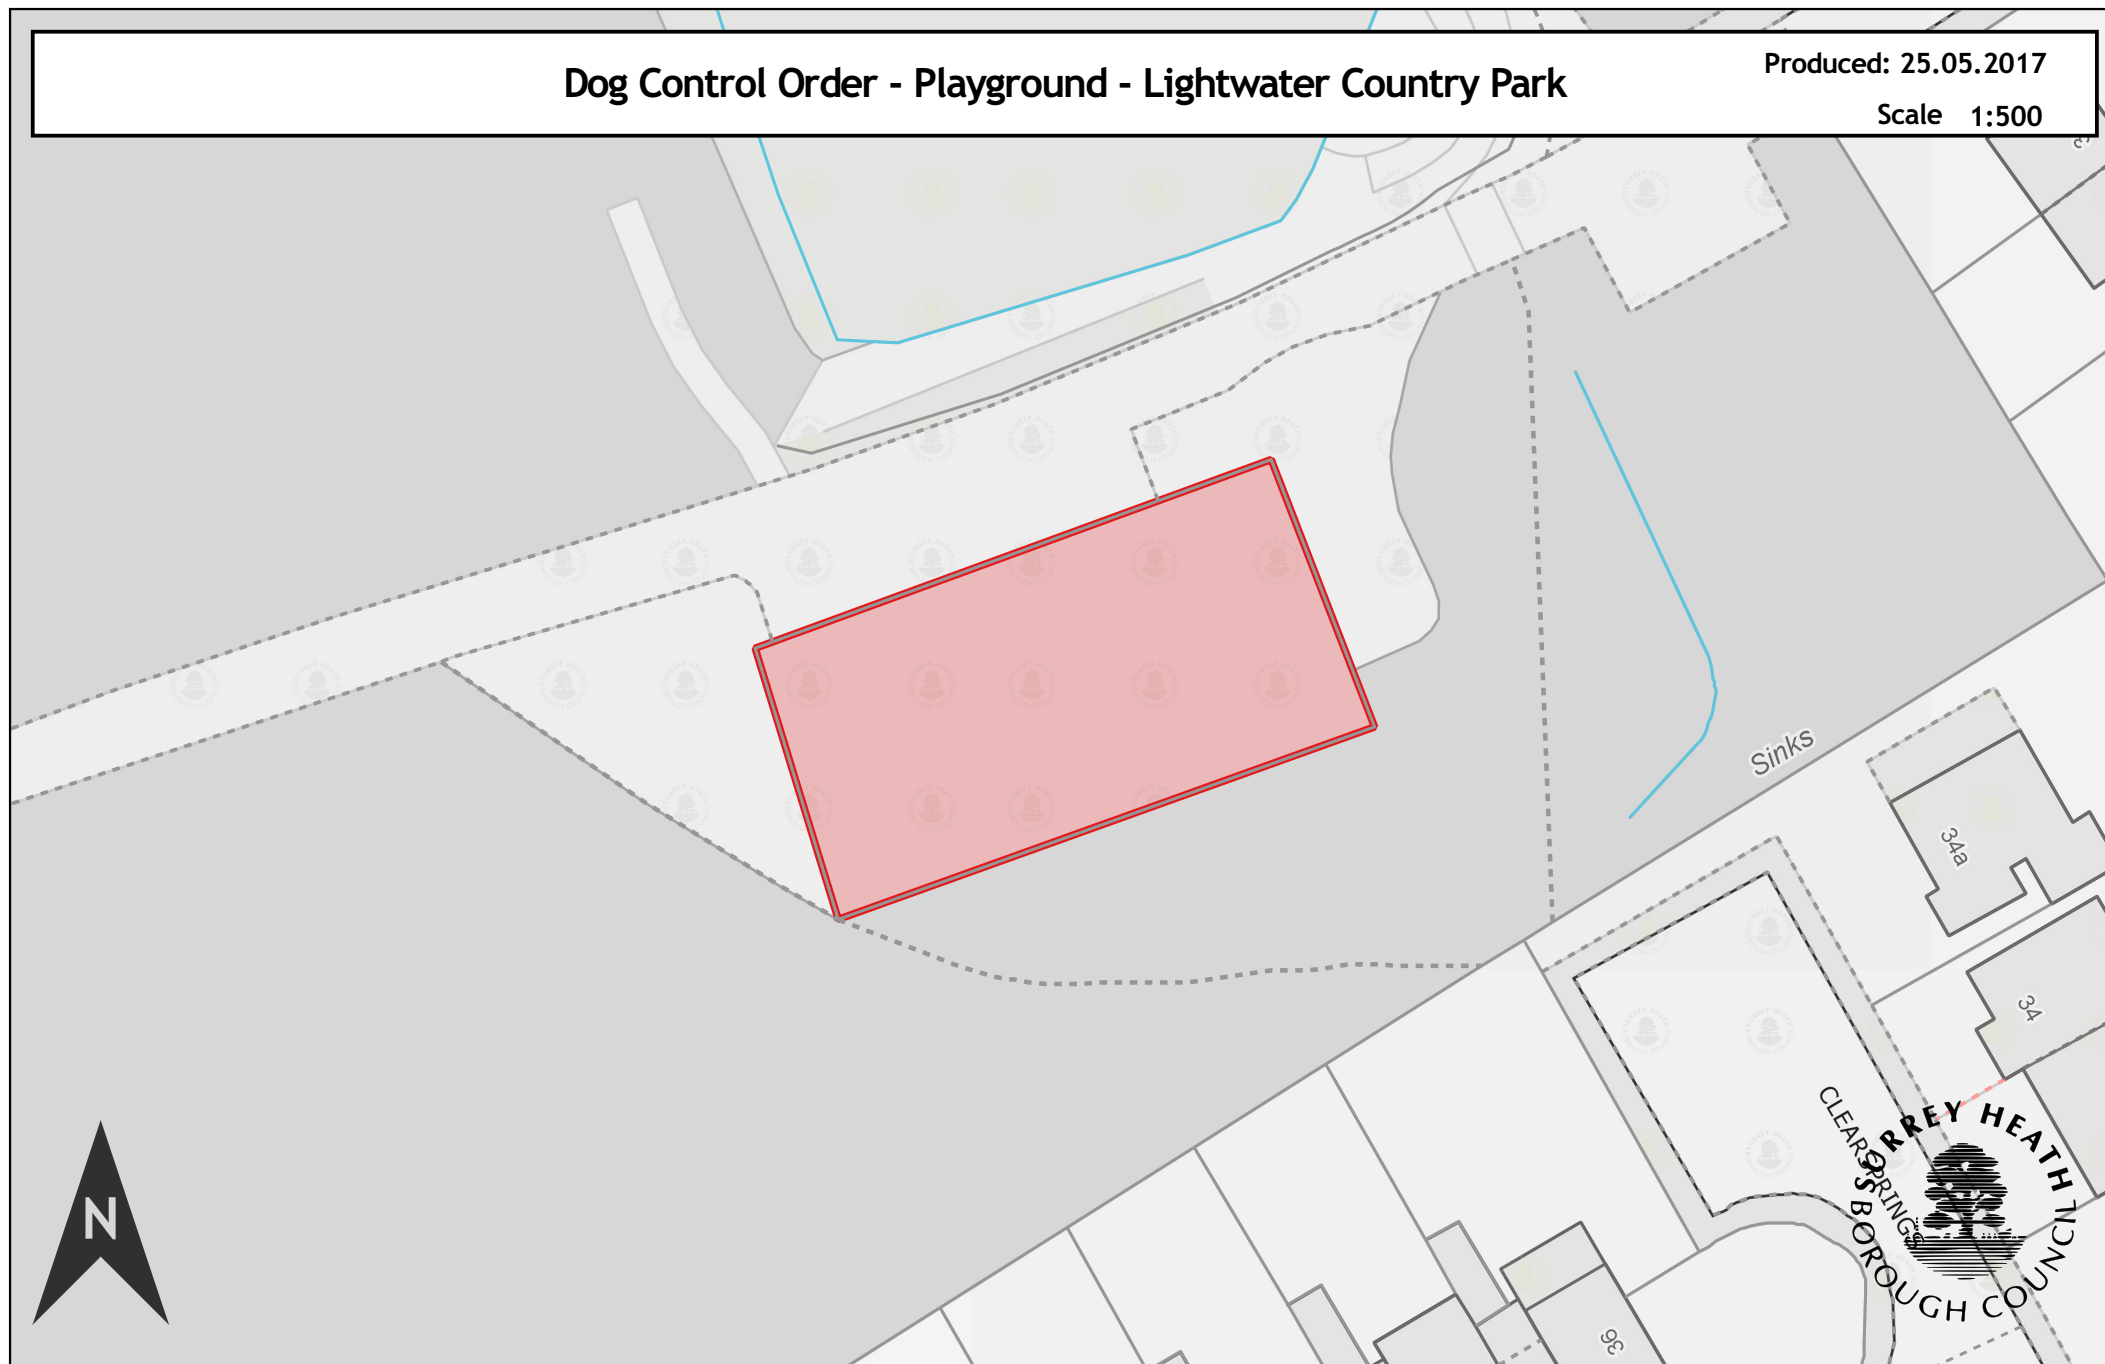 Dog Control Order - Playground - Lightwater Country Park
Produced: 25.05.2017
Scale 1:500
Sinks
34a
34
CLEARSPRINGS
36
N
SURREY HEATH
BOROUGH COUNCIL